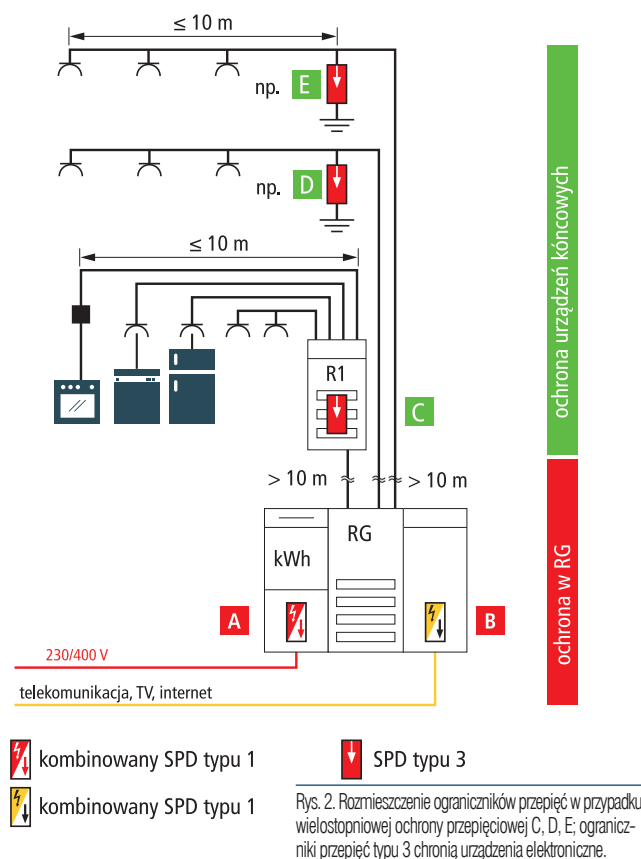 ≤ 10 m
np. E
np. D
≤ 10 m
R1
C
> 10 m
> 10 m
RG
kWh
A
B
230/400 V
telekomunikacja, TV, internet
ochrona urządzeń kóncowych
ochrona w RG
kombinowany SPD typu 1
SPD typu 3
kombinowany SPD typu 1
Rys. 2. Rozmieszczenie ograniczników przepięć w przypadku
wielostopniowej ochrony przepięciowej C, D, E; ogranicz-
niki przepięć typu 3 chronią urządzenia elektroniczne.